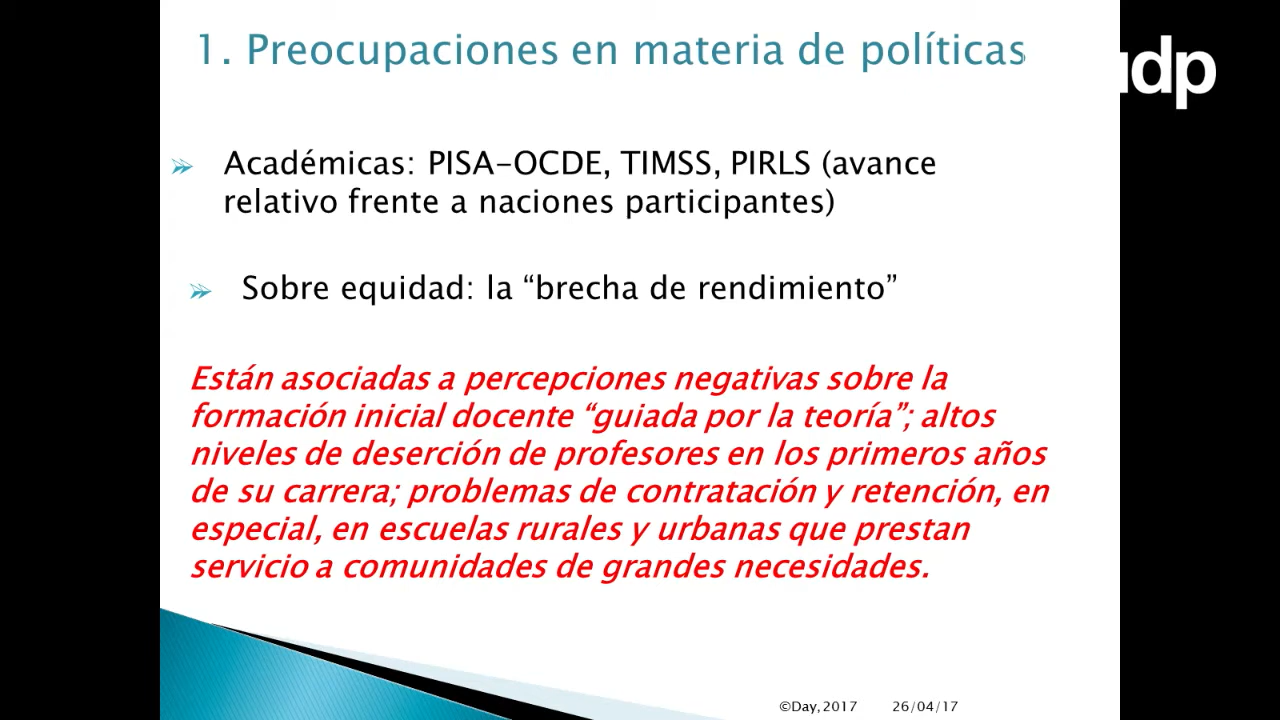 1. Preocupaciones en materia de políticas
udp
Académicas: PISA-OCDE, TIMSS, PIRLS (avance
relativo frente a naciones participantes)
Sobre equidad: la “brecha de rendimiento”
Están asociadas a percepciones negativas sobre la
formación inicial docente “guiada por la teoría”; altos
niveles de deserción de profesores en los primeros años
de su carrera; problemas de contratación y retención, en
especial, en escuelas rurales y urbanas que prestan
servicio a comunidades de grandes necesidades.
©Day, 2017 26/04/17